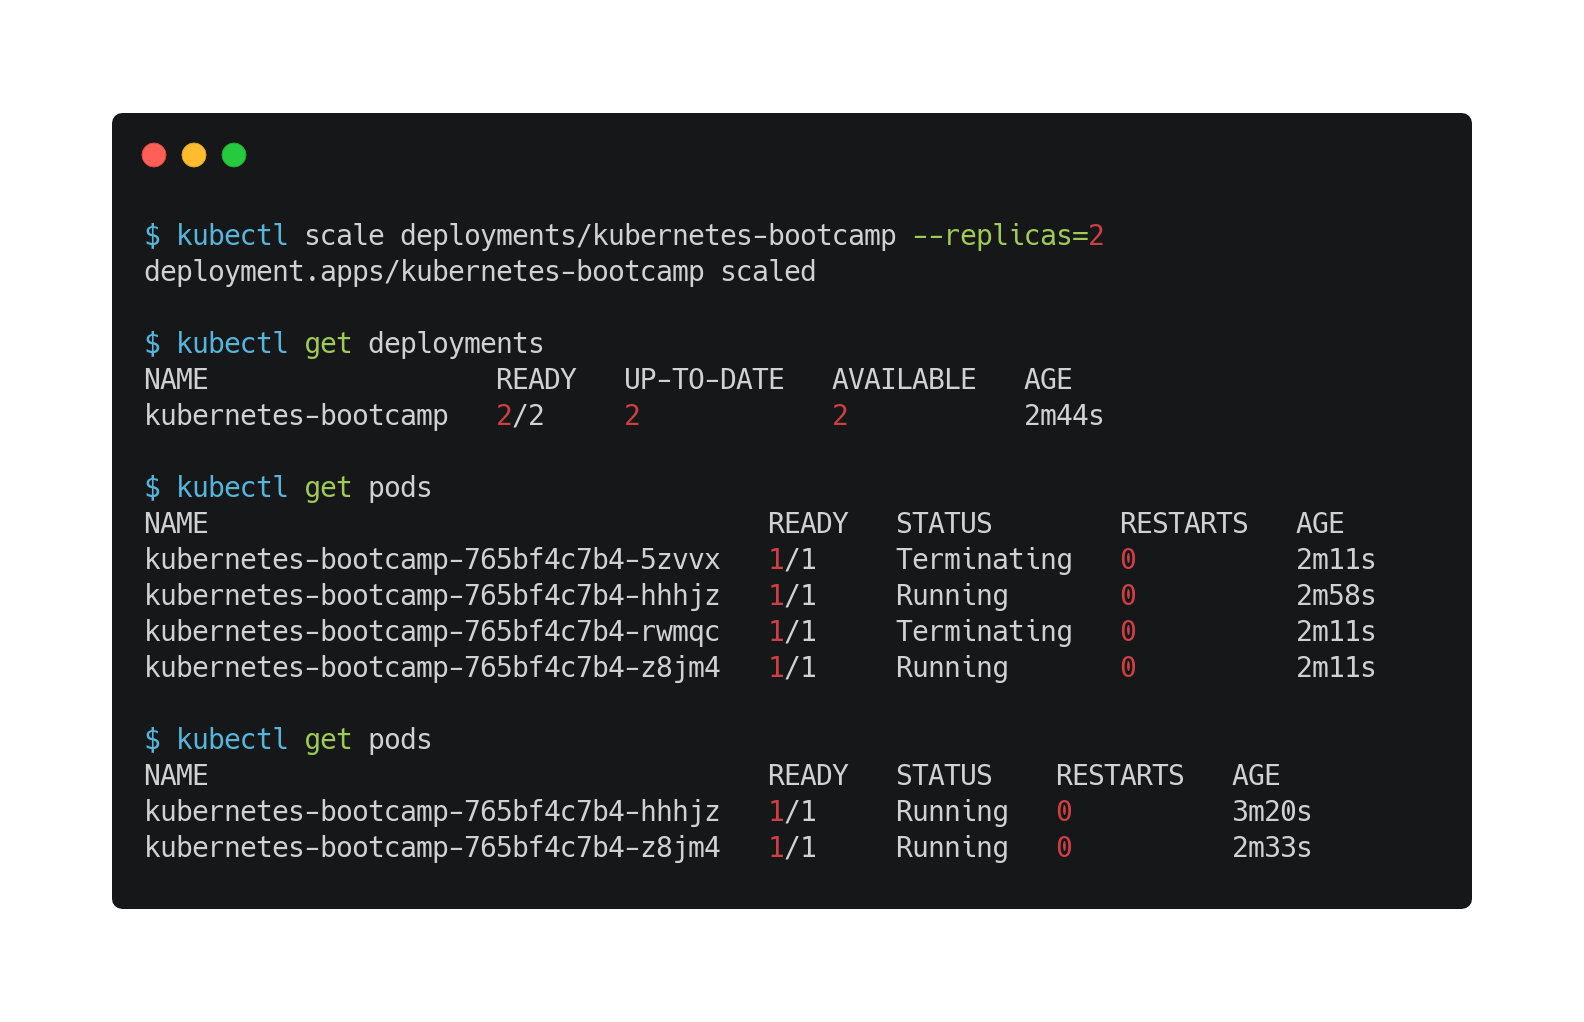 $ kubectl scale deployments/kubernetes-bootcamp --replicas=2
deployment.apps/kubernetes-bootcamp scaled

$ kubectl get deployments
NAME                  READY   UP-TO-DATE   AVAILABLE   AGE
kubernetes-bootcamp   2/2     2            2           2m44s

$ kubectl get pods
NAME                                   READY   STATUS        RESTARTS   AGE
kubernetes-bootcamp-765bf4c7b4-5zvvx   1/1     Terminating   0          2m11s
kubernetes-bootcamp-765bf4c7b4-hhhjz   1/1     Running       0          2m58s
kubernetes-bootcamp-765bf4c7b4-rwmqc   1/1     Terminating   0          2m11s
kubernetes-bootcamp-765bf4c7b4-z8jm4   1/1     Running       0          2m11s

$ kubectl get pods
NAME                                   READY   STATUS    RESTARTS   AGE
kubernetes-bootcamp-765bf4c7b4-hhhjz   1/1     Running   0          3m20s
kubernetes-bootcamp-765bf4c7b4-z8jm4   1/1     Running   0          2m33s